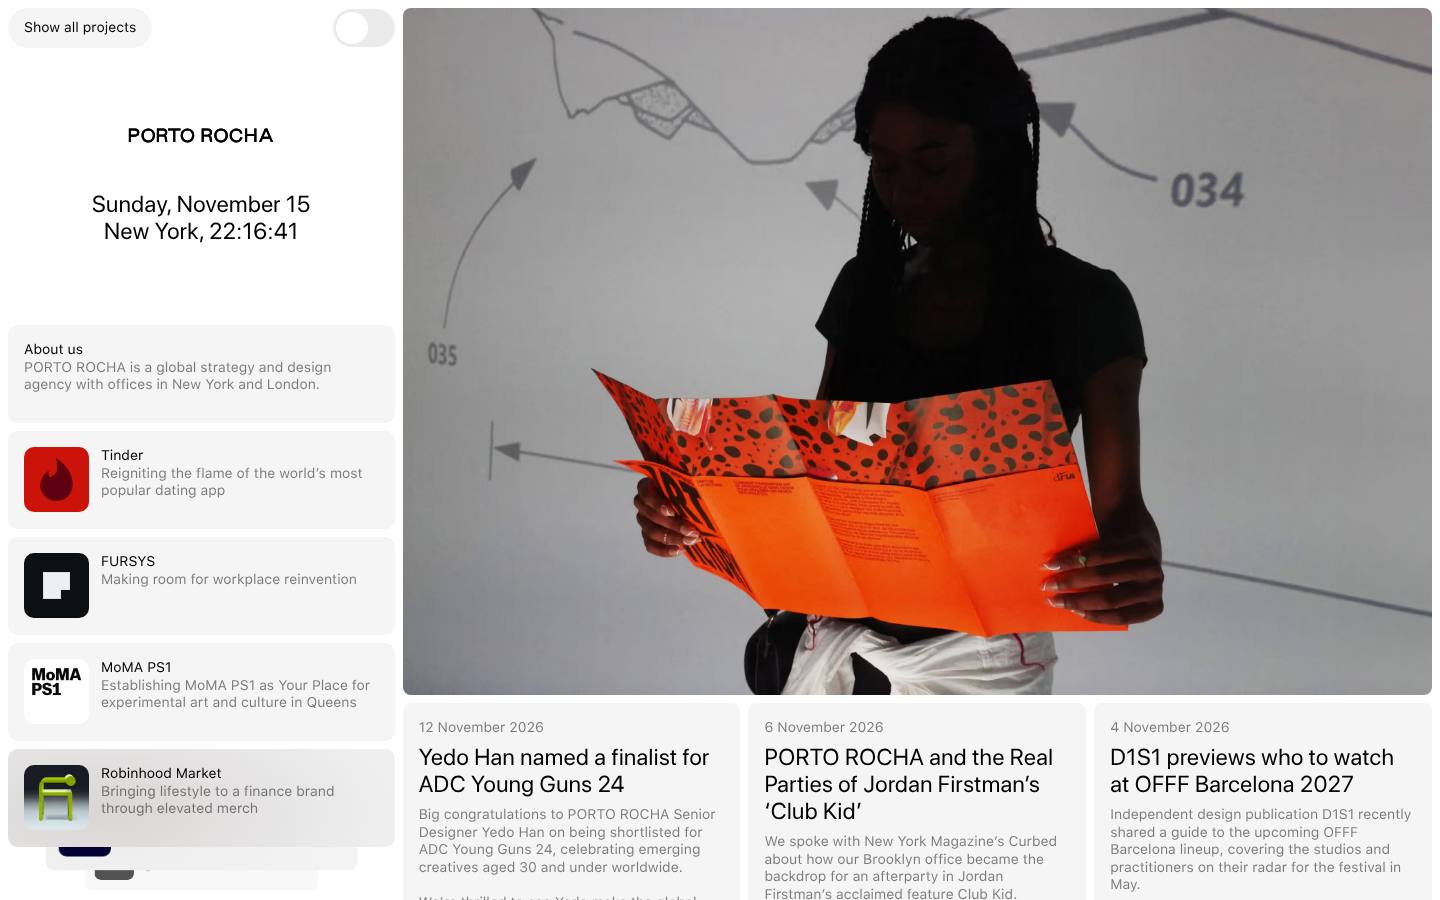 Show all projects
PORTO ROCHA
Sunday, November 15
New York, 22:16:41
About us
PORTO ROCHA is a global strategy and design
agency with offices in New York and London.
Tinder
Reigniting the flame of the world's most
popular dating app
FURSYS
Making room for workplace reinvention
MoMA
PS1
MoMA PS1
Establishing MoMA PS1 as Your Place for
experimental art and culture in Queens
Robinhood Market
Bringing lifestyle to a finance brand
through elevated merch
034
035
12 November 2026
Yedo Han named a finalist for
ADC Young Guns 24
Big congratulations to PORTO ROCHA Senior
Designer Yedo Han on being shortlisted for
ADC Young Guns 24, celebrating emerging
creatives aged 30 and under worldwide.
6 November 2026
PORTO ROCHA and the Real
Parties of Jordan Firstman's
‘Club Kid’
We spoke with New York Magazine's Curbed
about how our Brooklyn office became the
backdrop for an afterparty in Jordan
Firstman's acclaimed feature Club Kid.
4 November 2026
D1S1 previews who to watch
at OFFF Barcelona 2027
Independent design publication D1S1 recently
shared a guide to the upcoming OFFF
Barcelona lineup, covering the studios and
practitioners on their radar for the festival in
May.